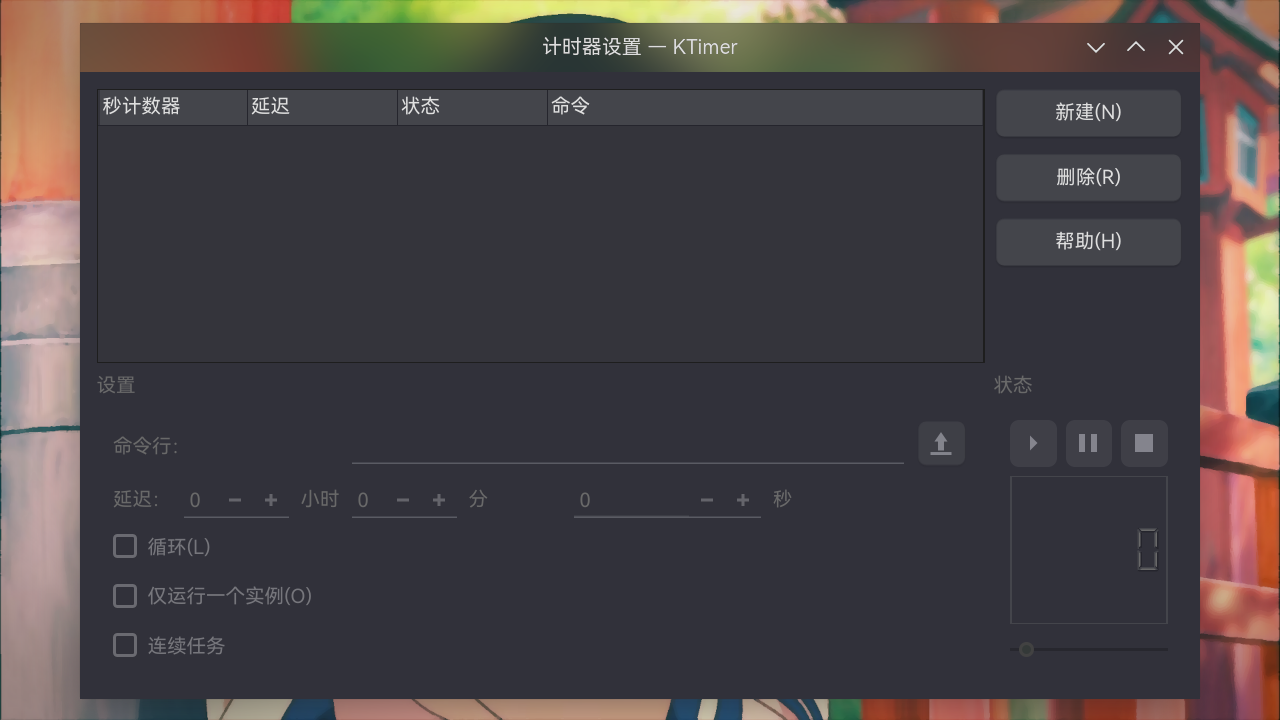 计时器设置 — KTimer
秒计数器 延迟 状态 命令
新建(N)
删除(R)
帮助(H)
设置
命令行:
延迟: 0 小时 0 分 0 秒
循环(L)
仅运行一个实例(O)
连续任务
状态
0